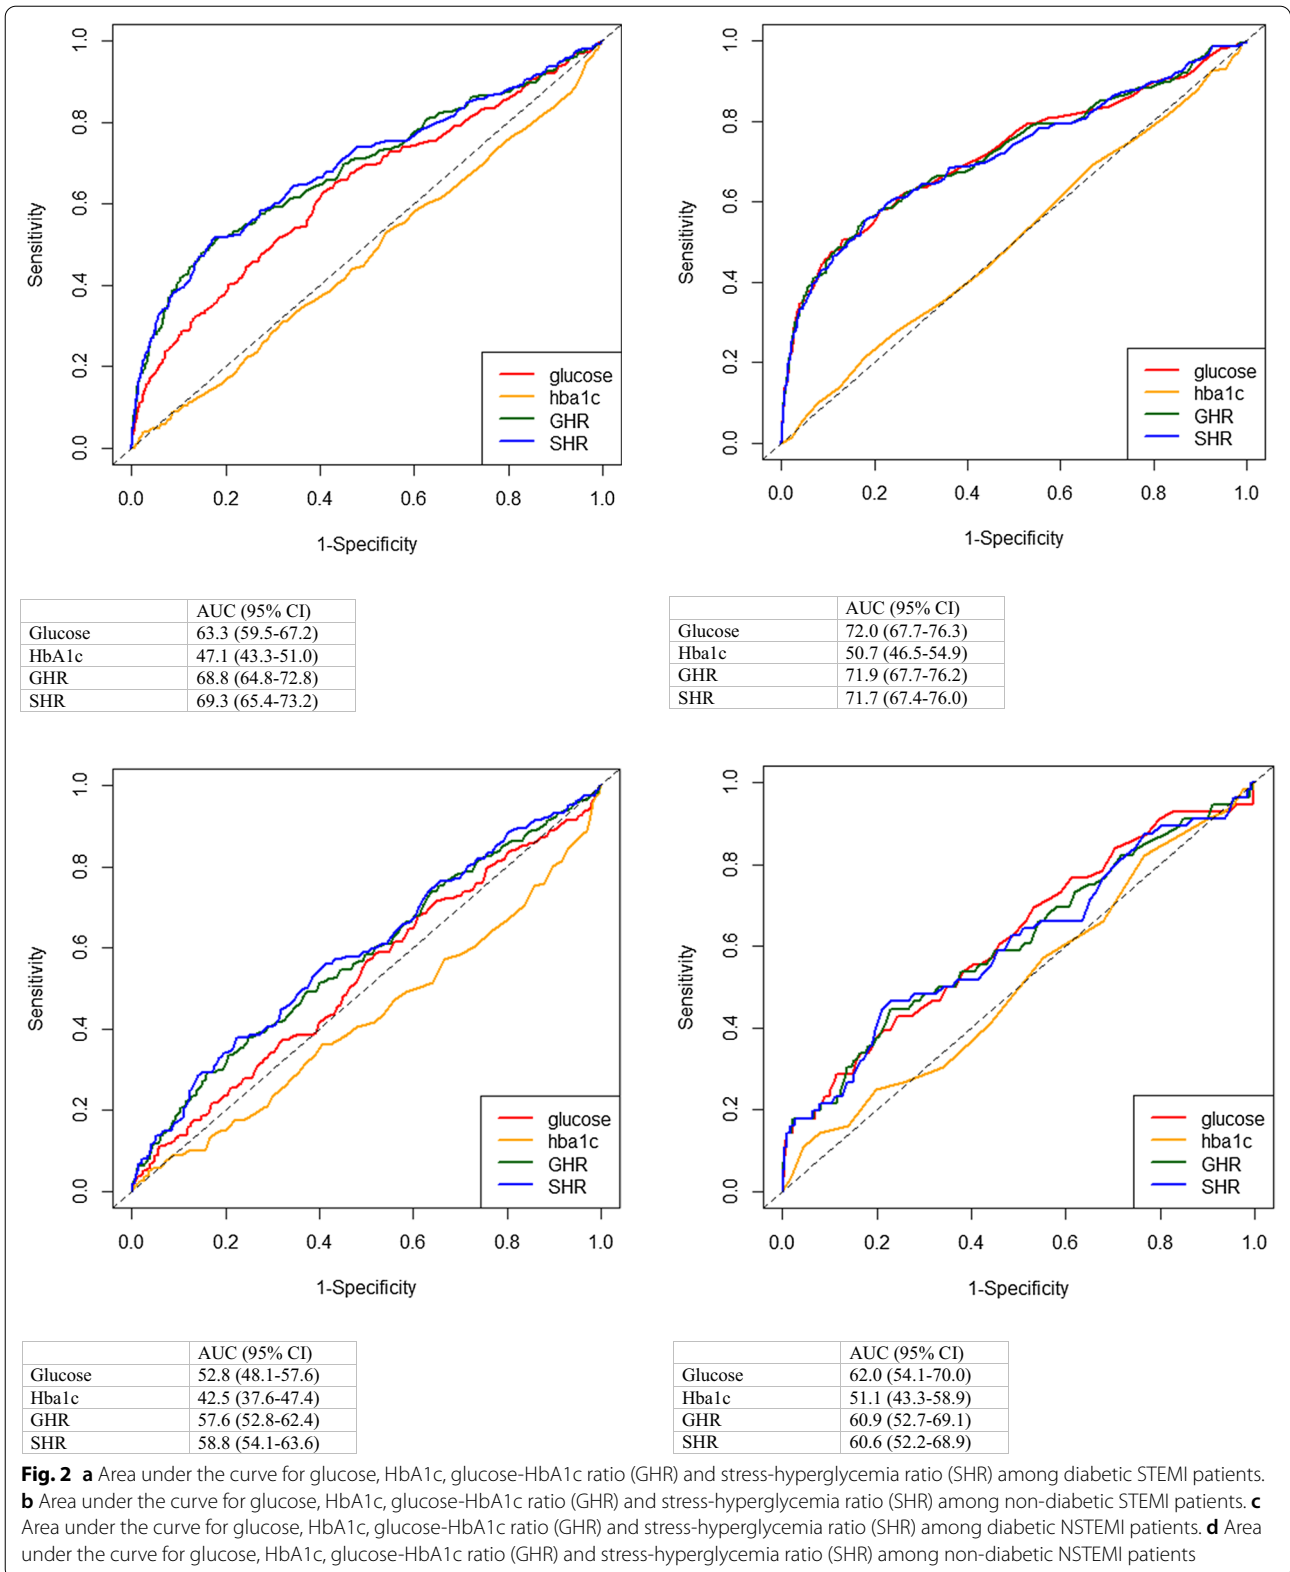 1.0
0.8
0.6
0.4
0.2
0.0
Sensitivity
glucose
hba1c
GHR
SHR
0.0 0.2 0.4 0.6 0.8 1.0
1-Specificity
AUC (95% CI)
Glucose 63.3 (59.5-67.2)
HbA1c 47.1 (43.3-51.0)
GHR 68.8 (64.8-72.8)
SHR 69.3 (65.4-73.2)
1.0
0.8
0.6
0.4
0.2
0.0
Sensitivity
glucose
hba1c
GHR
SHR
0.0 0.2 0.4 0.6 0.8 1.0
1-Specificity
AUC (95% CI)
Glucose 72.0 (67.7-76.3)
Hba1c 50.7 (46.5-54.9)
GHR 71.9 (67.7-76.2)
SHR 71.7 (67.4-76.0)
1.0
0.8
0.6
0.4
0.2
0.0
Sensitivity
glucose
hba1c
GHR
SHR
0.0 0.2 0.4 0.6 0.8 1.0
1-Specificity
AUC (95% CI)
Glucose 52.8 (48.1-57.6)
Hba1c 42.5 (37.6-47.4)
GHR 57.6 (52.8-62.4)
SHR 58.8 (54.1-63.6)
1.0
0.8
0.6
0.4
0.2
0.0
Sensitivity
glucose
hba1c
GHR
SHR
0.0 0.2 0.4 0.6 0.8 1.0
1-Specificity
AUC (95% CI)
Glucose 62.0 (54.1-70.0)
Hba1c 51.1 (43.3-58.9)
GHR 60.9 (52.7-69.1)
SHR 60.6 (52.2-68.9)
Fig. 2 a Area under the curve for glucose, HbA1c, glucose-HbA1c ratio (GHR) and stress-hyperglycemia ratio (SHR) among diabetic STEMI patients.
b Area under the curve for glucose, HbA1c, glucose-HbA1c ratio (GHR) and stress-hyperglycemia ratio (SHR) among non-diabetic STEMI patients. c
Area under the curve for glucose, HbA1c, glucose-HbA1c ratio (GHR) and stress-hyperglycemia ratio (SHR) among diabetic NSTEMI patients. d Area
under the curve for glucose, HbA1c, glucose-HbA1c ratio (GHR) and stress-hyperglycemia ratio (SHR) among non-diabetic NSTEMI patients